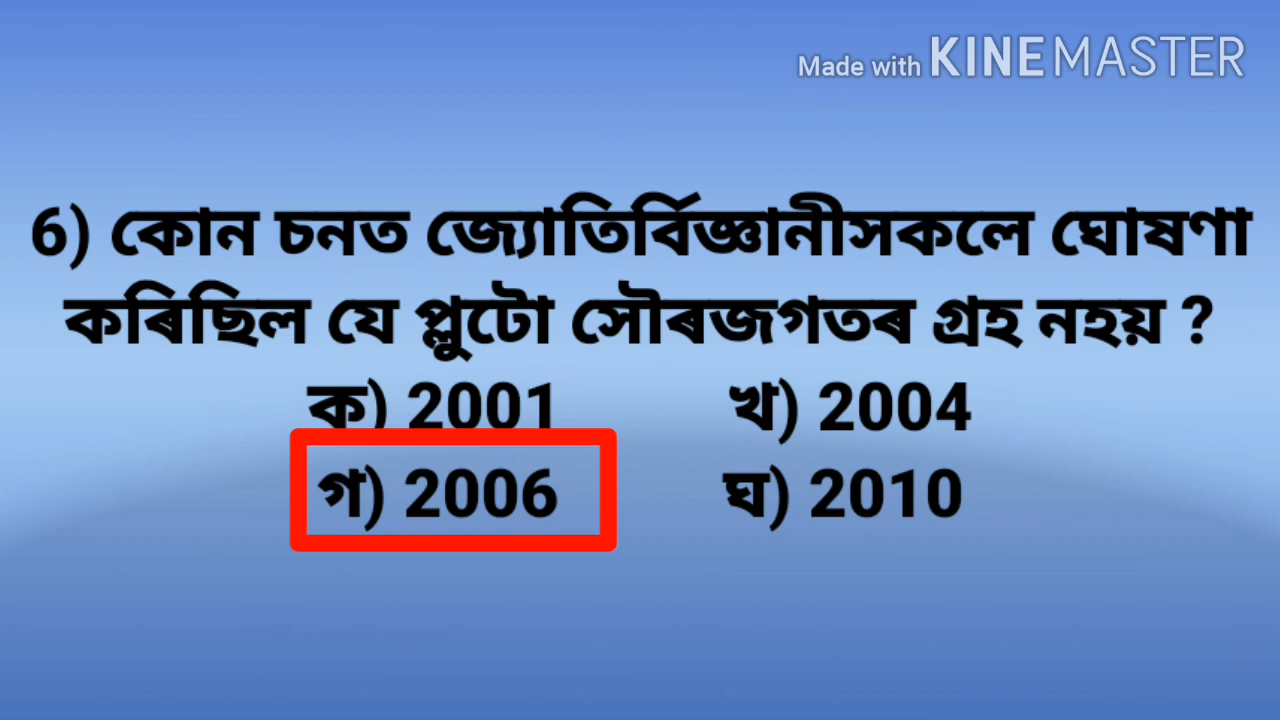 Made with KINEMASTER
6) কোন চনত জ্যোতিৰ্বিজ্ঞানীসকলে ঘোষণা
কৰিছিল যে প্লুটো সৌৰজগতৰ গ্ৰহ নহয় ?
ক) 2001 খ) 2004
গ) 2006 ঘ) 2010